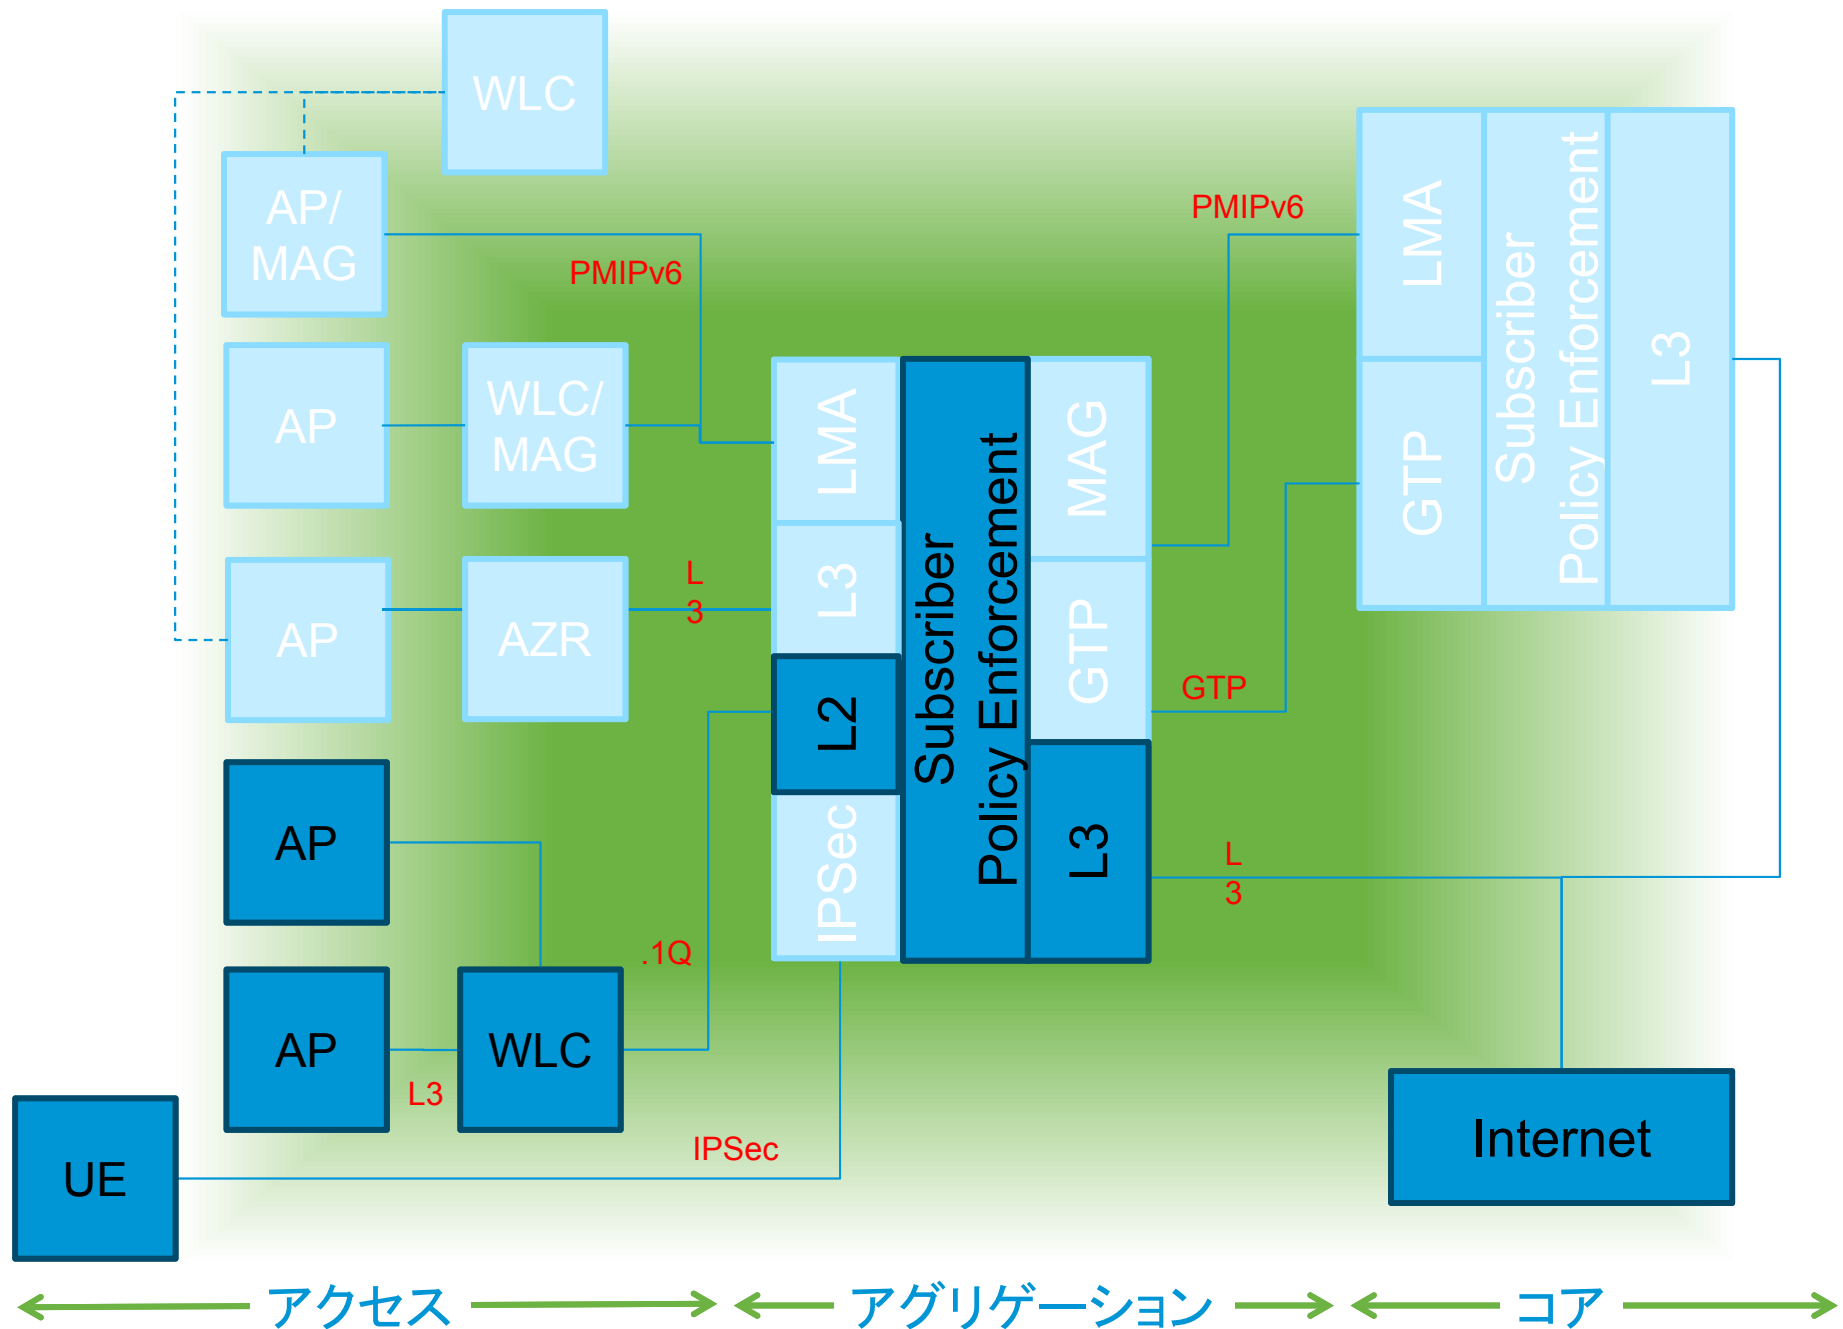 WLC
AP/
MAG
PMIPv6
AP
WLC/
MAG
AP
AZR
L
3
AP
AP
WLC
L3
.1Q
UE
IPSec
LMA
L3
L2
IPSec
Subscriber
Policy Enforcement
MAG
GTP
L3
PMIPv6
GTP
L
3
LMA
GTP
Subscriber
Policy Enforcement
L3
Internet
アクセス
アグリゲーション
コア